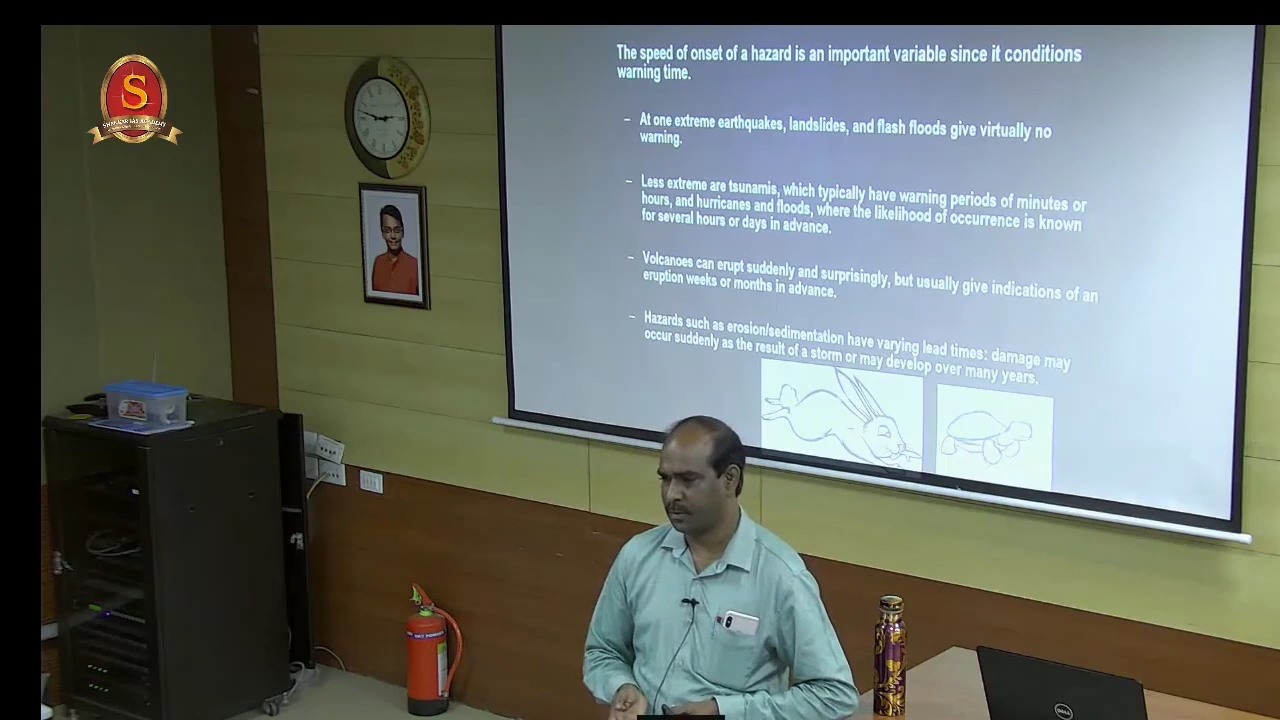 S
SHANKAR IAS ACADEMY
The speed of onset of a hazard is an important variable since it conditions
warning time.
– At one extreme earthquakes, landslides, and flash floods give virtually no
warning.
– Less extreme are tsunamis, which typically have warning periods of minutes or
hours, and hurricanes and floods, where the likelihood of occurrence is known
for several hours or days in advance.
– Volcanoes can erupt suddenly and surprisingly, but usually give indications of an
eruption weeks or months in advance.
– Hazards such as erosion/sedimentation have varying lead times: damage may
occur suddenly as the result of a storm or may develop over many years.
DELL